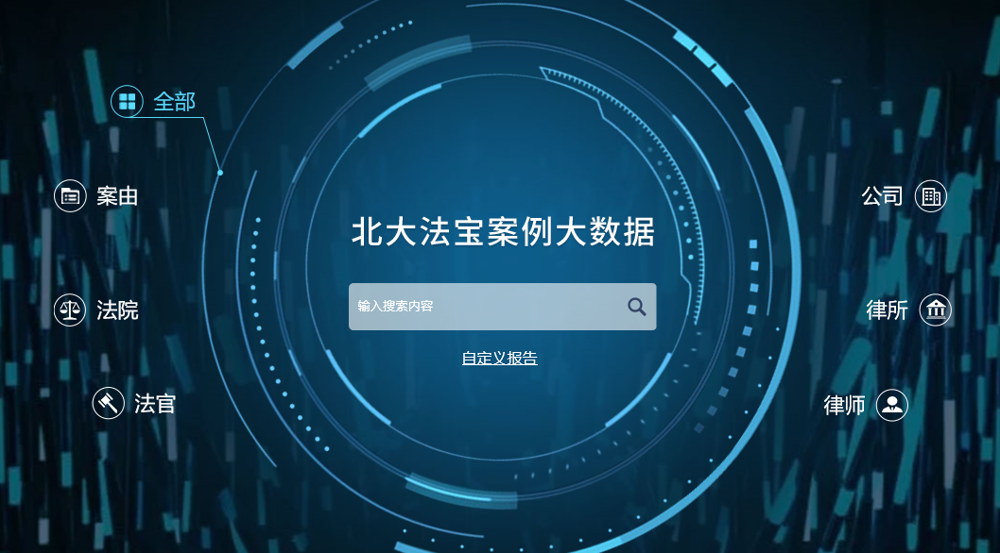 全部
案由
公司
北大法宝案例大数据
输入搜索内容
法院
律所
自定义报告
法官
律师